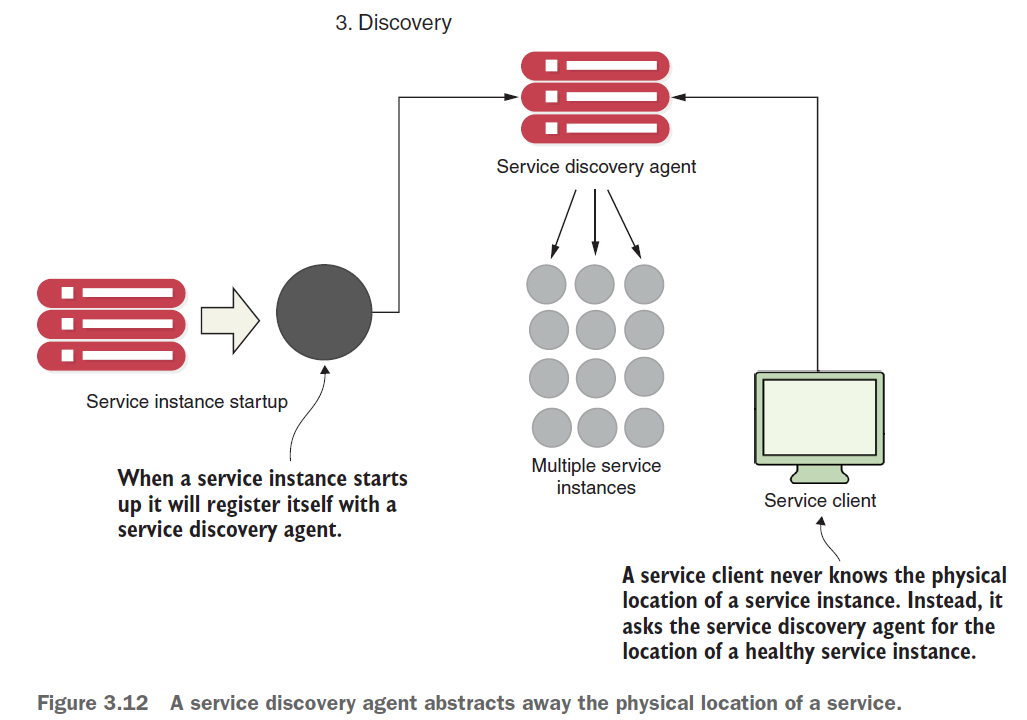 3. Discovery
Service discovery agent
Service instance startup
When a service instance starts
up it will register itself with a
service discovery agent.
Multiple service
instances
Service client
A service client never knows the physical
location of a service instance. Instead, it
asks the service discovery agent for the
location of a healthy service instance.
Figure 3.12 A service discovery agent abstracts away the physical location of a service.